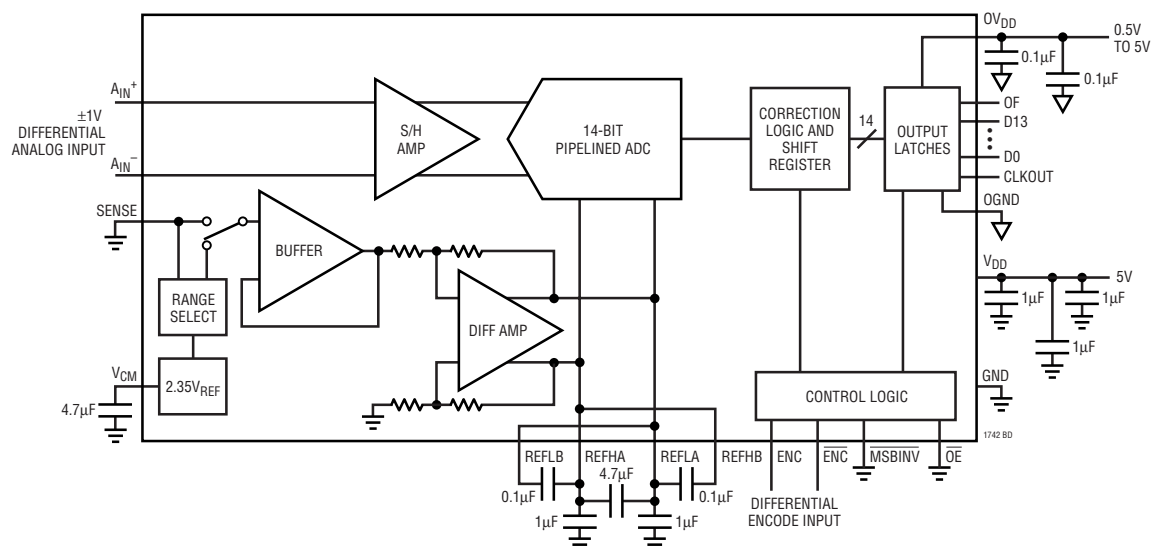 OVDD
0.5V
TO 5V
0.1µF
0.1µF
AIN+
±1V
DIFFERENTIAL
ANALOG INPUT
AIN−
S/H
AMP
14-BIT
PIPELINED ADC
CORRECTION
LOGIC AND
SHIFT
REGISTER
14
OUTPUT
LATCHES
OF
D13
D0
CLKOUT
OGND
SENSE
BUFFER
RANGE
SELECT
DIFF AMP
VDD
5V
1µF
1µF
1µF
VCM
2.35VREF
4.7µF
GND
CONTROL LOGIC
1742 BD
REFLB
REFHA
REFLA
REFHB
ENC
E̅N̅C̅
M̅S̅B̅I̅N̅V̅
O̅E̅
4.7µF
0.1µF
0.1µF
1µF
1µF
DIFFERENTIAL
ENCODE INPUT